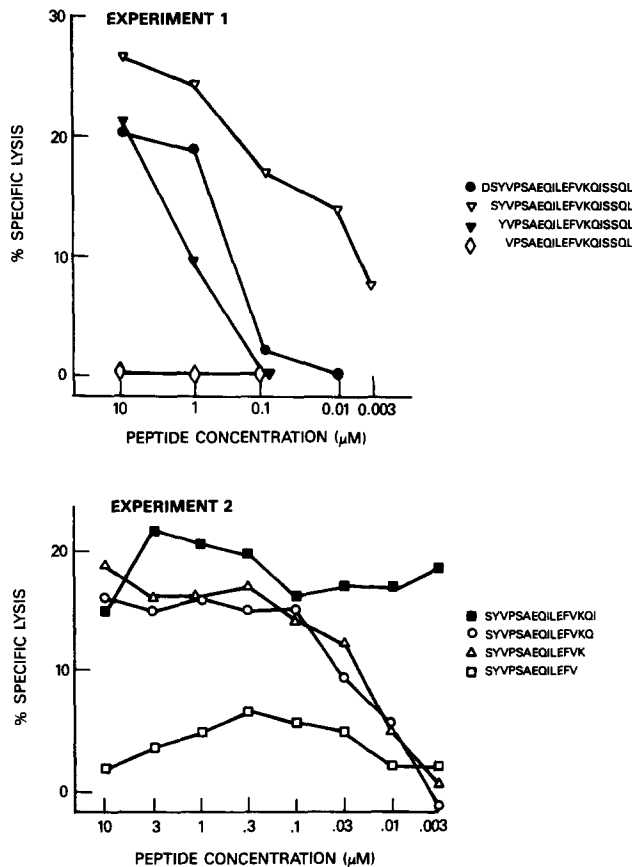 EXPERIMENT 1
30
20
10
0
% SPECIFIC LYSIS
10 1 0.1 0.01 0.003
PEPTIDE CONCENTRATION (μM)
DSYVPSAEQILEFVKQISSQL
SYVPSAEQILEFVKQISSQL
YVPSAEQILEFVKQISSQL
VPSAEQILEFVKQISSQL
EXPERIMENT 2
20
10
0
% SPECIFIC LYSIS
10 3 1 .3 .1 .03 .01 .003
PEPTIDE CONCENTRATION (μM)
SYVPSAEQILEFVKQI
SYVPSAEQILEFVKQ
SYVPSAEQILEFVK
SYVPSAEQILEFV